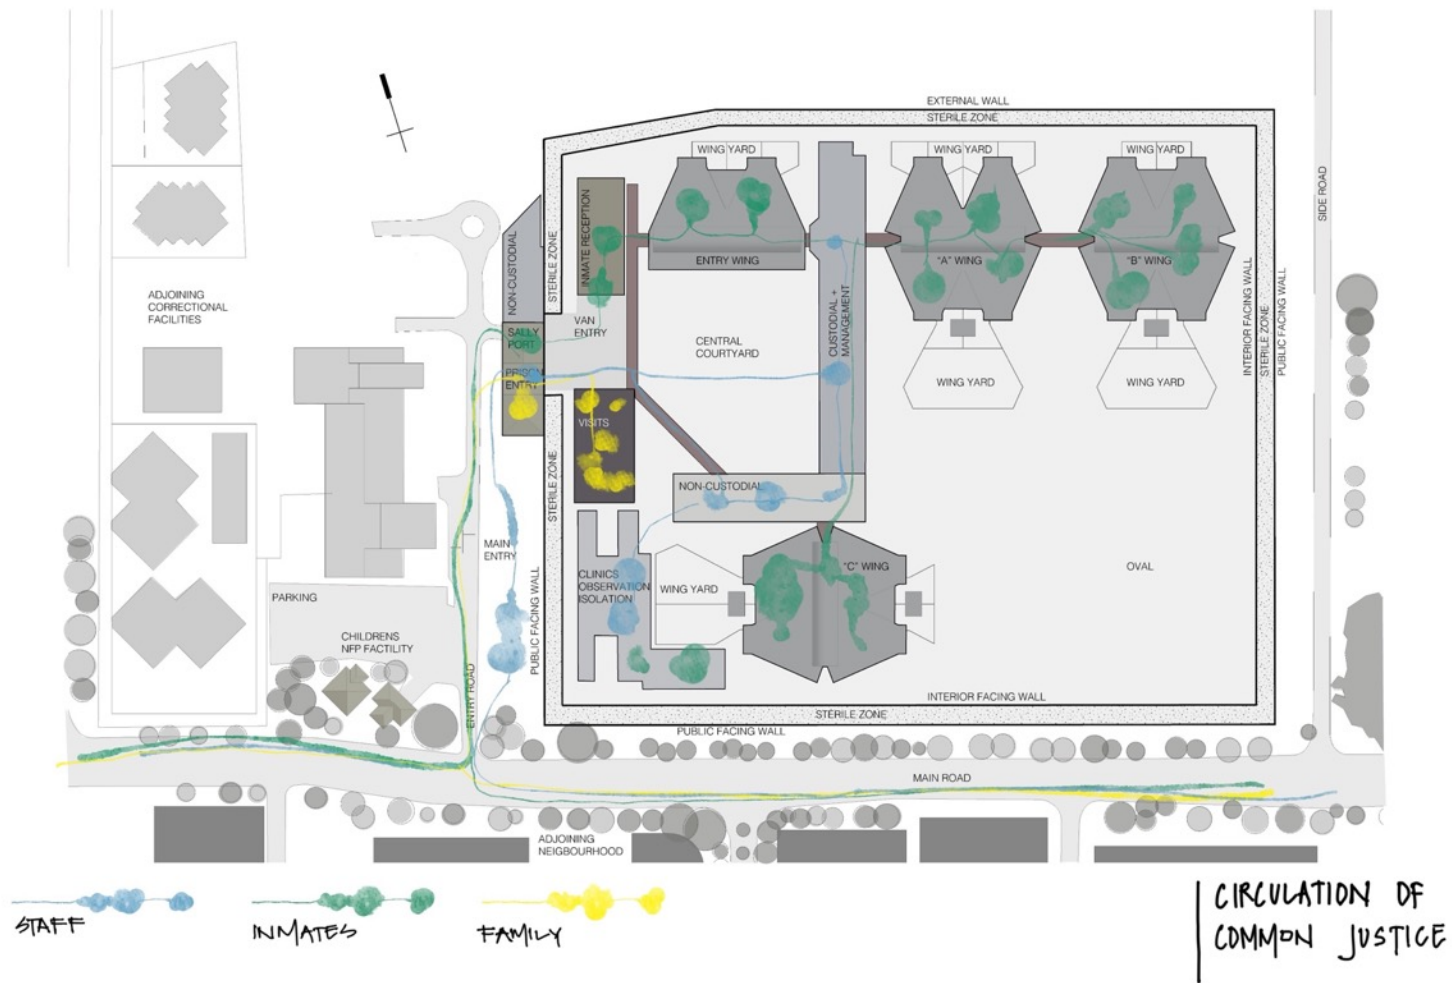 EXTERNAL WALL
STERILE ZONE
WING YARD
WING YARD
WING YARD
SIDE ROAD
INMATE RECEPTION
NON-CUSTODIAL
STERILE ZONE
ENTRY WING
"A" WING
"B" WING
INTERIOR FACING WALL
STERILE ZONE
PUBLIC FACING WALL
ADJOINING
CORRECTIONAL
FACILITIES
SALLY
PORT
VAN
ENTRY
CENTRAL
COURTYARD
CUSTODIAL +
MANAGEMENT
PRISON
ENTRY
WING YARD
WING YARD
VISITS
STERILE ZONE
NON-CUSTODIAL
MAIN
ENTRY
PUBLIC FACING WALL
CLINICS
OBSERVATION
ISOLATION
WING YARD
"C" WING
OVAL
PARKING
CHILDRENS
NFP FACTILITY
ENTRY ROAD
INTERIOR FACING WALL
STERILE ZONE
PUBLIC FACING WALL
MAIN ROAD
ADJOINING
NEIGBOURHOOD
STAFF
INMATES
FAMILY
CIRCULATION OF
COMMON JUSTICE